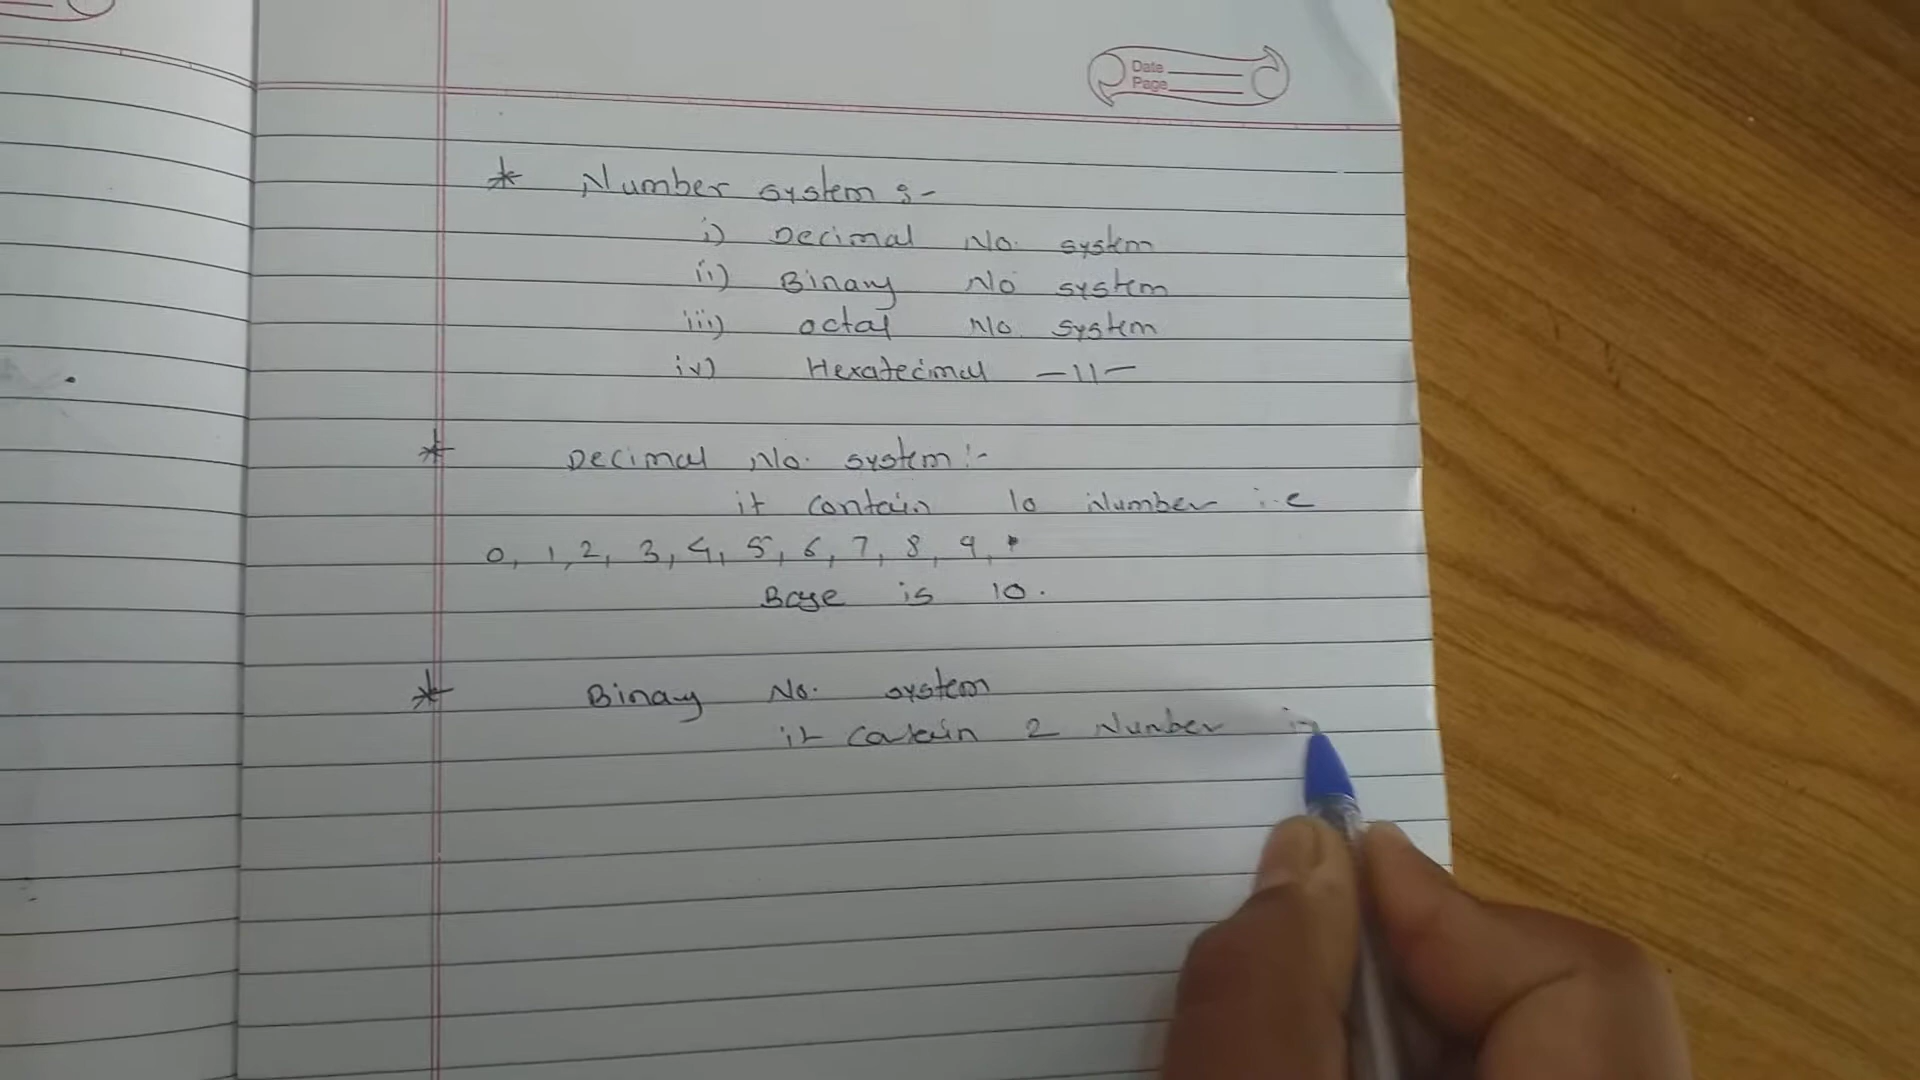 Date
Page
* Number system :-
i) Decimal No. system
ii) Binary No system
iii) octal No. system
iv) Hexatecimal —11—
* Decimal No. system :-
it contain 10 Number i.e
0, 1, 2, 3, 4, 5, 6, 7, 8, 9,
Base is 10.
* Binary No. system
it contain 2 Number i